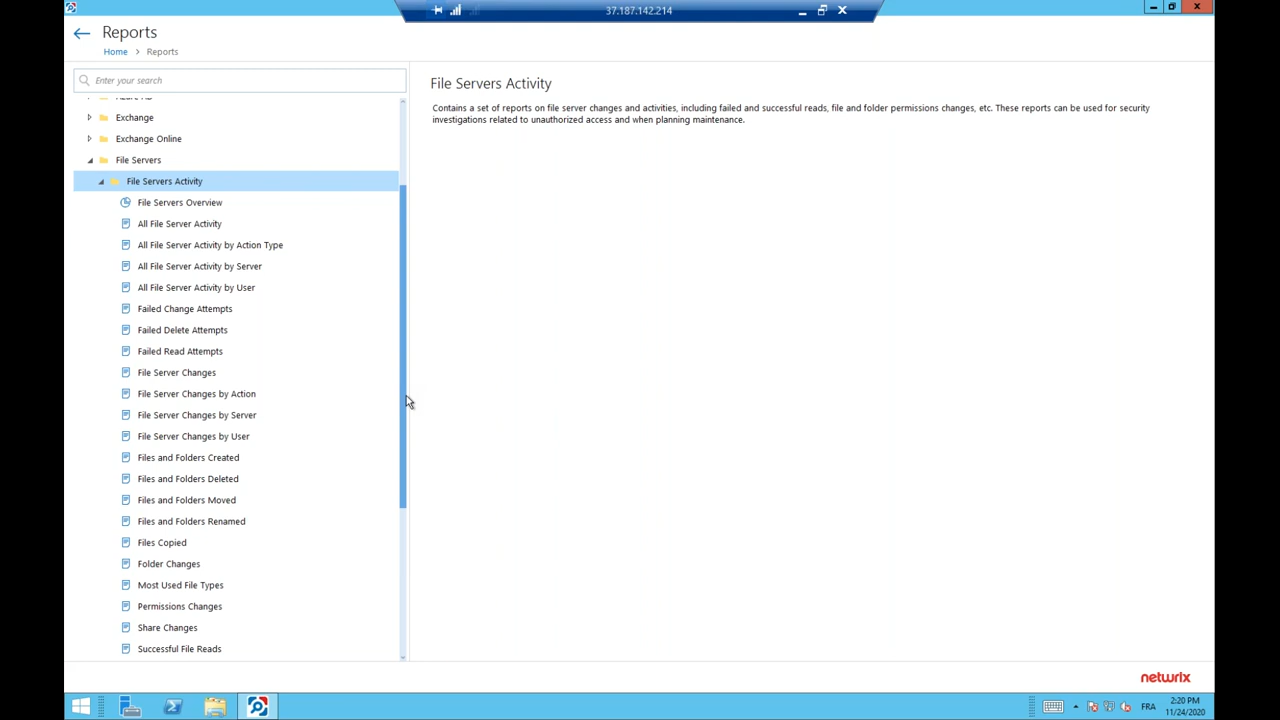 37.187.142.214
Reports
Home > Reports
Enter your search
Azure AD
Exchange
Exchange Online
File Servers
File Servers Activity
File Servers Overview
All File Server Activity
All File Server Activity by Action Type
All File Server Activity by Server
All File Server Activity by User
Failed Change Attempts
Failed Delete Attempts
Failed Read Attempts
File Server Changes
File Server Changes by Action
File Server Changes by Server
File Server Changes by User
Files and Folders Created
Files and Folders Deleted
Files and Folders Moved
Files and Folders Renamed
Files Copied
Folder Changes
Most Used File Types
Permissions Changes
Share Changes
Successful File Reads
File Servers Activity
Contains a set of reports on file server changes and activities, including failed and successful reads, file and folder permissions changes, etc. These reports can be used for security
investigations related to unauthorized access and when planning maintenance.
netwrix
FRA
2:20 PM
11/24/2020